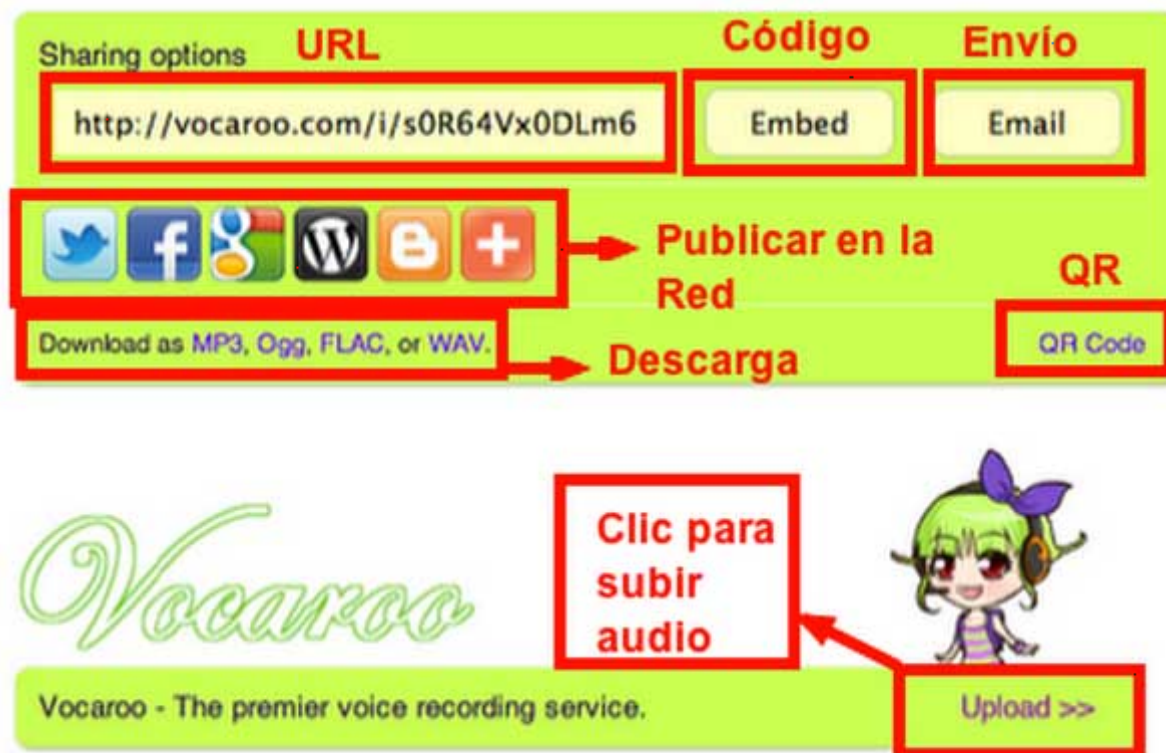 Sharing options URL Código Envío
http://vocaroo.com/i/s0R64Vx0DLm6 Embed Email
Publicar en la
Red
QR
Download as MP3, Ogg, FLAC, or WAV.
Descarga
QR Code
Clic para
subir
audio
Vocaroo
Vocaroo - The premier voice recording service.
Upload >>